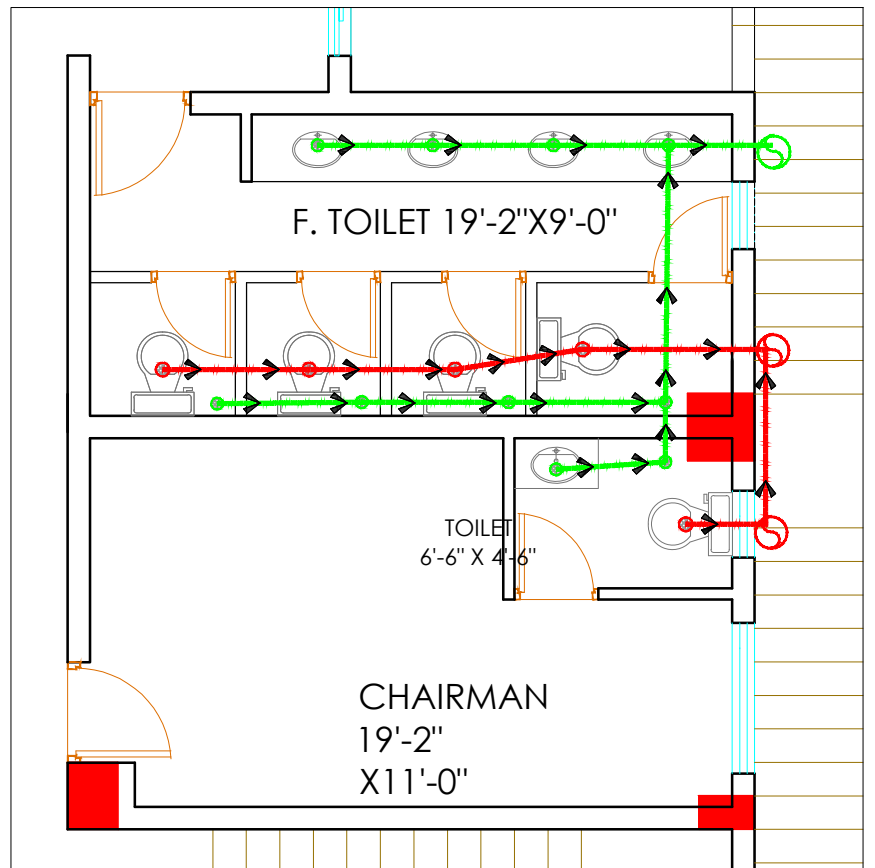 F. TOILET 19'-2"X9'-0"
TOILET
6'-6" X 4'-6"
CHAIRMAN
19'-2"
X11'-0"